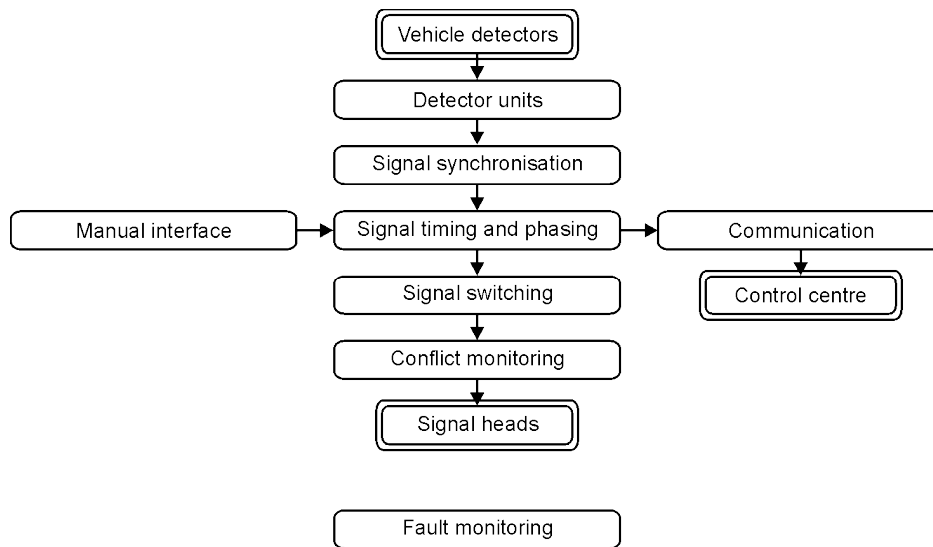 Vehicle detectors
Detector units
Signal synchronisation
Manual interface
Signal timing and phasing
Communication
Signal switching
Control centre
Conflict monitoring
Signal heads
Fault monitoring